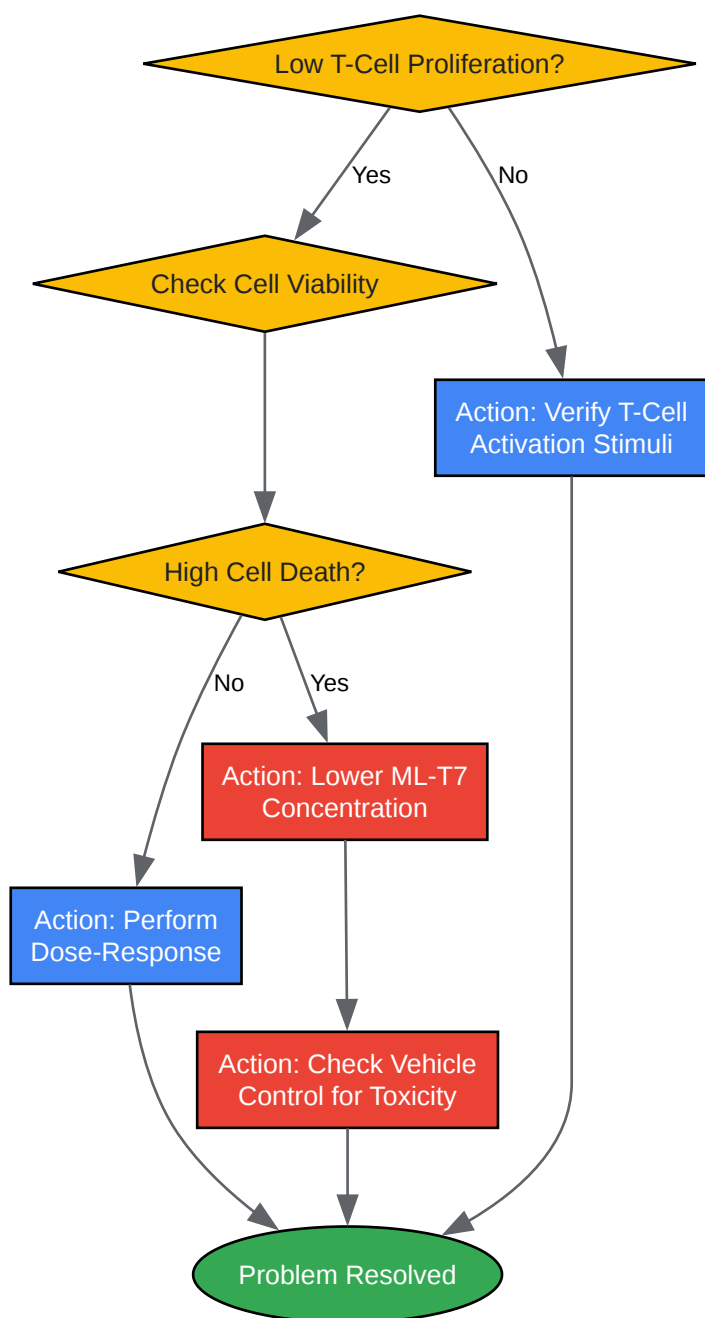 Low T-Cell Proliferation?
Yes
No
Check Cell Viability
Action: Verify T-Cell
Activation Stimuli
High Cell Death?
No
Yes
Action: Lower ML-T7
Concentration
Action: Perform
Dose-Response
Action: Check Vehicle
Control for Toxicity
Problem Resolved